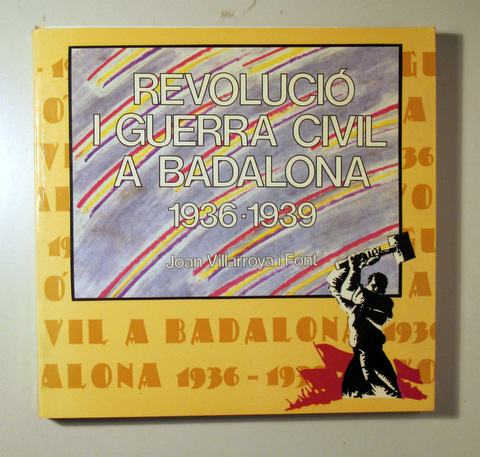 REVOLUCIÓ
I GUERRA CIVIL
A BADALONA
1936-1939
Joan Villarroya i Font
VIL A BADALONA 1936
ALONA 1936-19